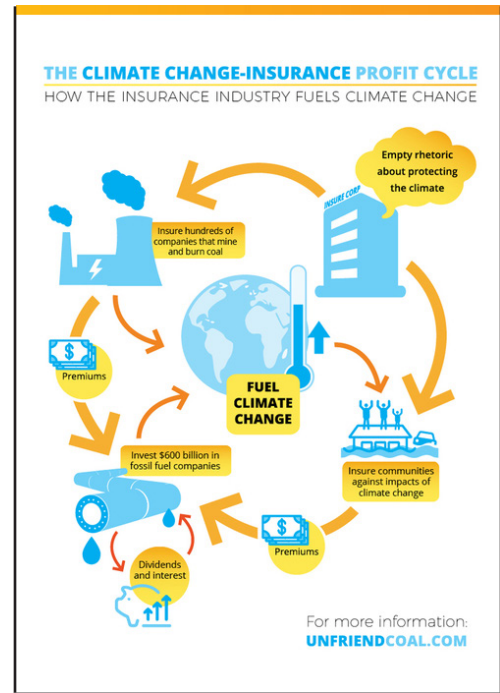 THE CLIMATE CHANGE-INSURANCE PROFIT CYCLE
HOW THE INSURANCE INDUSTRY FUELS CLIMATE CHANGE
Empty rhetoric
about protecting
the climate
INSURE CORP
Insure hundreds of
companies that mine
and burn coal
FUEL
CLIMATE
CHANGE
$
Premiums
Invest $600 billion in
fossil fuel companies
Insure communities
against impacts of
climate change
$
Premiums
Dividends
and interest
For more information:
UNFRIENDCOAL.COM